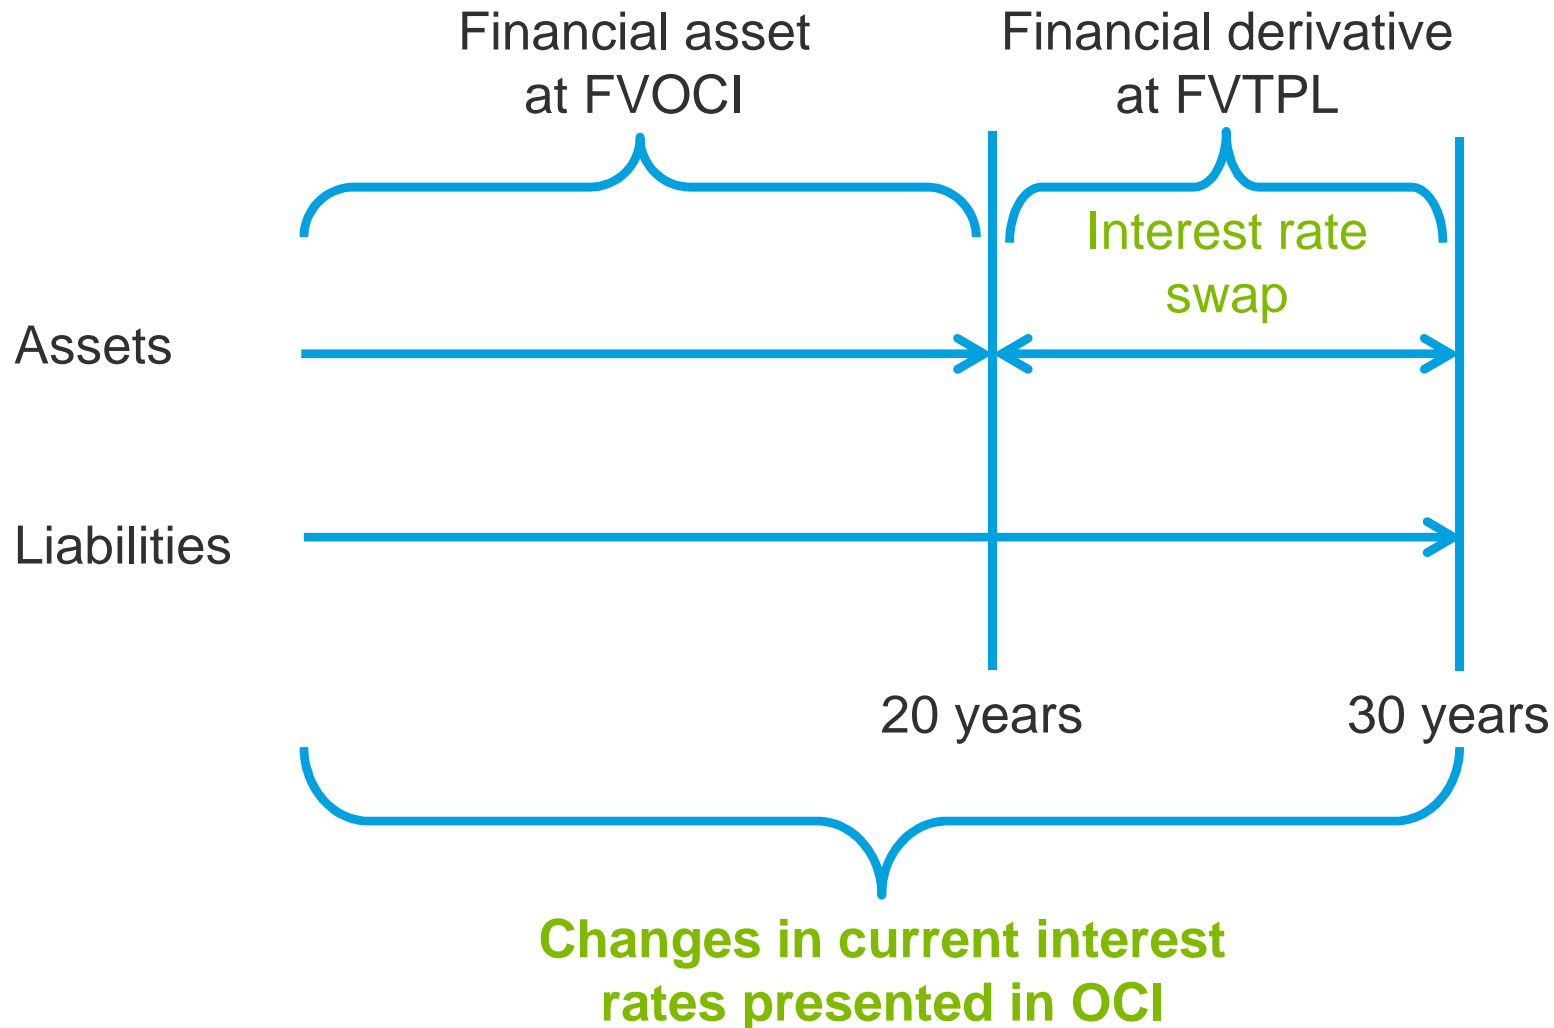 Financial asset
at FVOCI
Financial derivative
at FVTPL
Interest rate
swap
Assets
Liabilities
20 years
30 years
Changes in current interest
rates presented in OCI